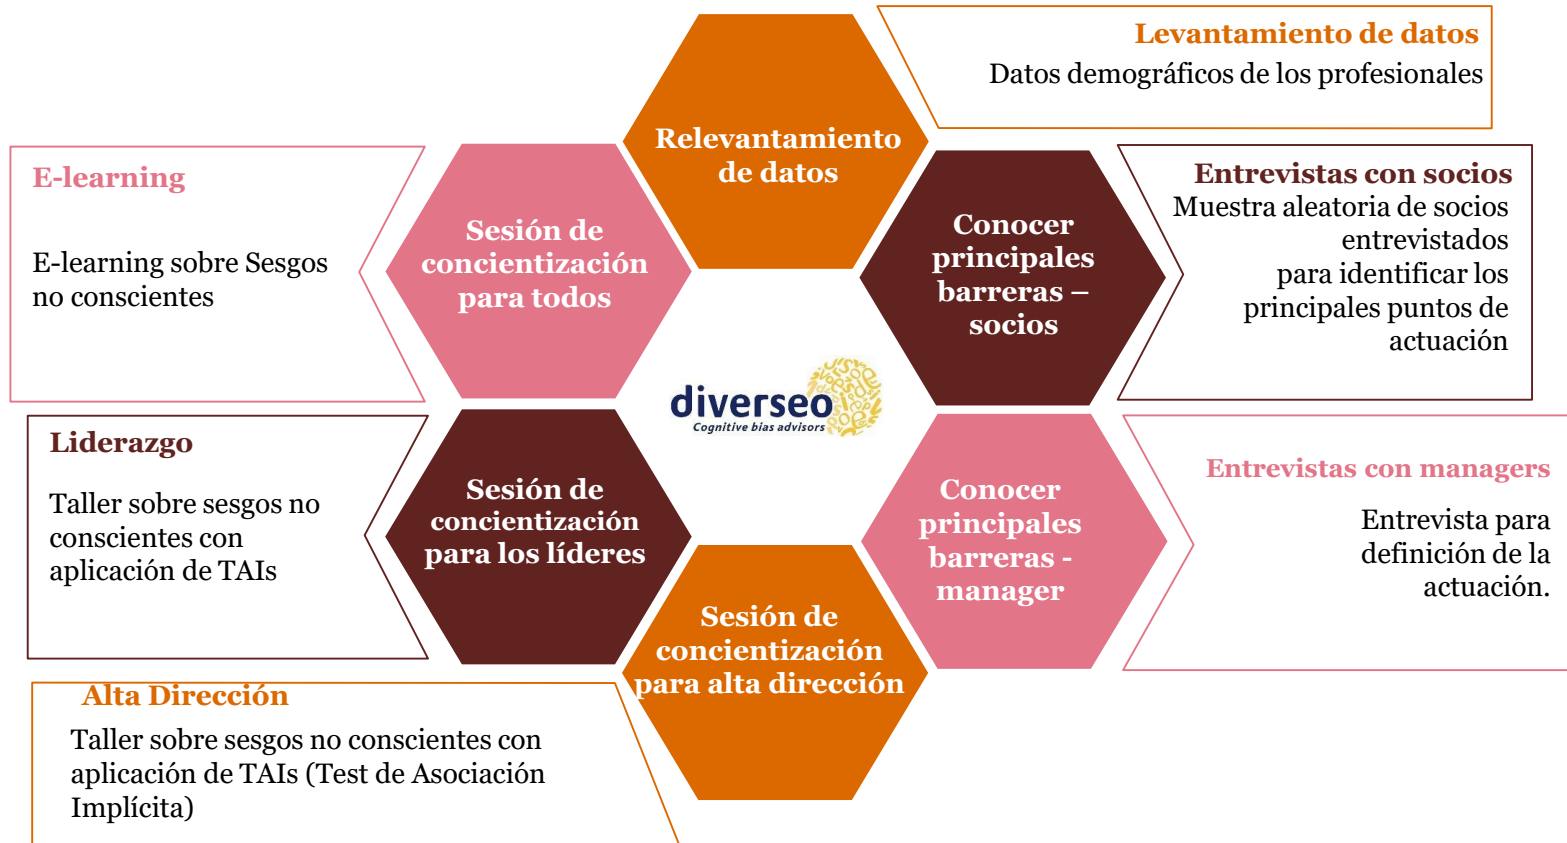 Levantamiento de datos
Datos demográficos de los profesionales
Relevantamiento
de datos
E-learning
E-learning sobre Sesgos
no conscientes
Sesión de
concientización
para todos
Conocer
principales
barreras –
socios
Entrevistas con socios
Muestra aleatoria de socios
entrevistados
para identificar los
principales puntos de
actuación
diverseo
Cognitive bias advisors
Liderazgo
Taller sobre sesgos no
conscientes con
aplicación de TAIs
Sesión de
concientización
para los líderes
Conocer
principales
barreras -
manager
Entrevistas con managers
Entrevista para
definición de la
actuación.
Sesión de
concientización
para alta dirección
Alta Dirección
Taller sobre sesgos no conscientes con
aplicación de TAIs (Test de Asociación
Implícita)